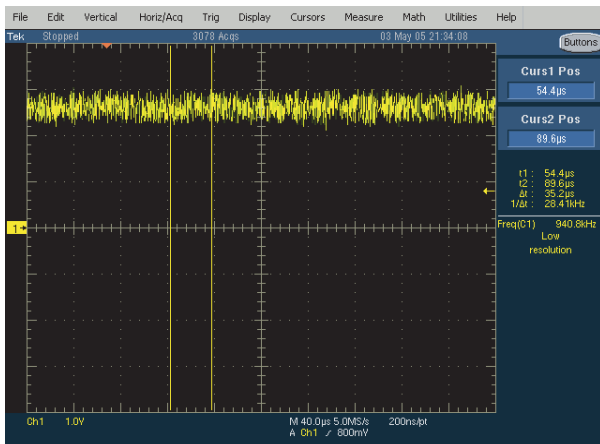 File Edit Vertical Horiz/Acq Trig Display Cursors Measure Math Utilities Help
Tek Stopped 3078 Acqs 03 May 05 21:34:08
Buttons
Curs1 Pos
54.4µs
Curs2 Pos
89.6µs
t1 : 54.4µs
t2 : 89.6µs
Δt : 35.2µs
1/Δt : 28.41kHz
1
Freq(C1) 940.8kHz
Low
resolution
Ch1 1.0V M 40.0µs 5.0MS/s 200ns/pt
A Ch1 ∕ 800mV